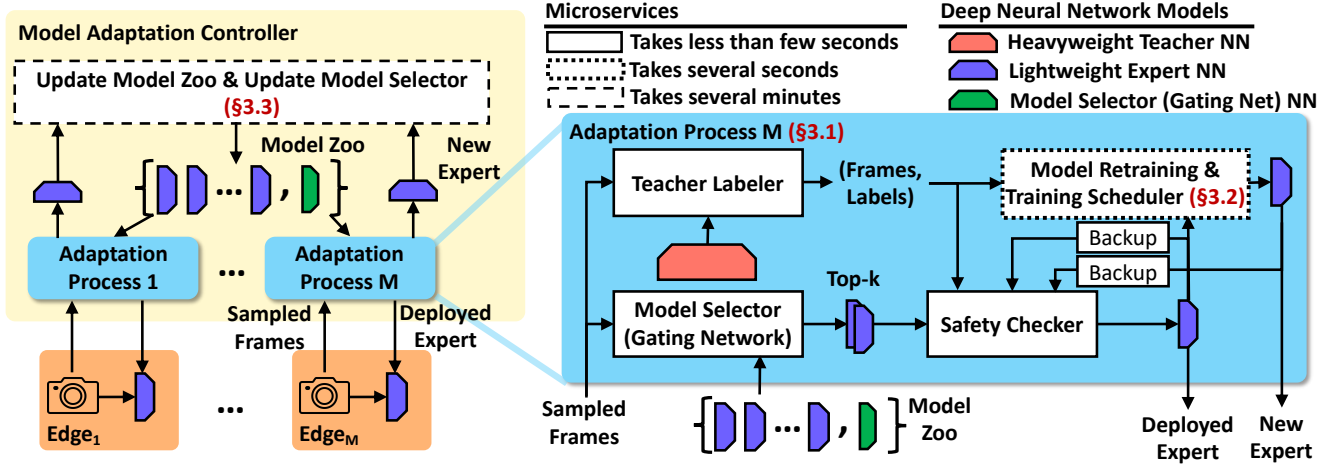 Model Adaptation Controller
Update Model Zoo & Update Model Selector
(§3.3)
Model Zoo
New
Expert
{ ... , }
Adaptation
Process 1
...
Adaptation
Process M
Sampled
Frames
Deployed
Expert
Edge1
...
EdgeM
Microservices
Takes less than few seconds
Takes several seconds
Takes several minutes
Deep Neural Network Models
Heavyweight Teacher NN
Lightweight Expert NN
Model Selector (Gating Net) NN
Adaptation Process M (§3.1)
Teacher Labeler
(Frames,
Labels)
Model Retraining &
Training Scheduler (§3.2)
Backup
Backup
Model Selector
(Gating Network)
Top-k
Safety Checker
Sampled
Frames
{ ... , }
Model
Zoo
Deployed
Expert
New
Expert